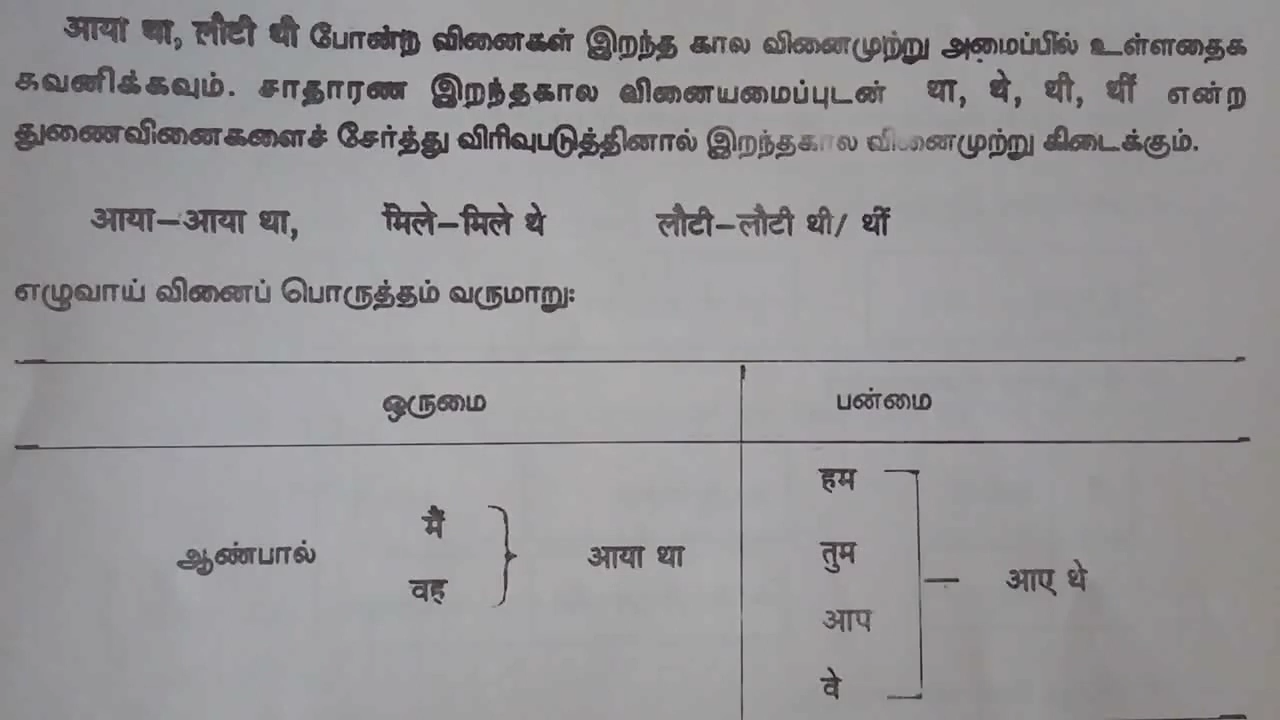 आया था, लौटी थी போன்ற வினைகள் இறந்த கால வினைமுற்று அமைப்பில் உள்ளதைக
கவனிக்கவும். சாதாரண இறந்தகால வினையமைப்புடன் था, थे, थी, थीं என்ற
துணைவினைகளைச் சேர்த்து விரிவுபடுத்தினால் இறந்தகால வினைமுற்று கிடைக்கும்.
आया–आया था, मिले–मिले थे लौटी–लौटी थी/ थीं
எழுவாய் வினைப் பொருத்தம் வருமாறு:
ஒருமை பன்மை
हम
मैं
ஆண்பால் आया था तुम
वह आए थे
आप
वे